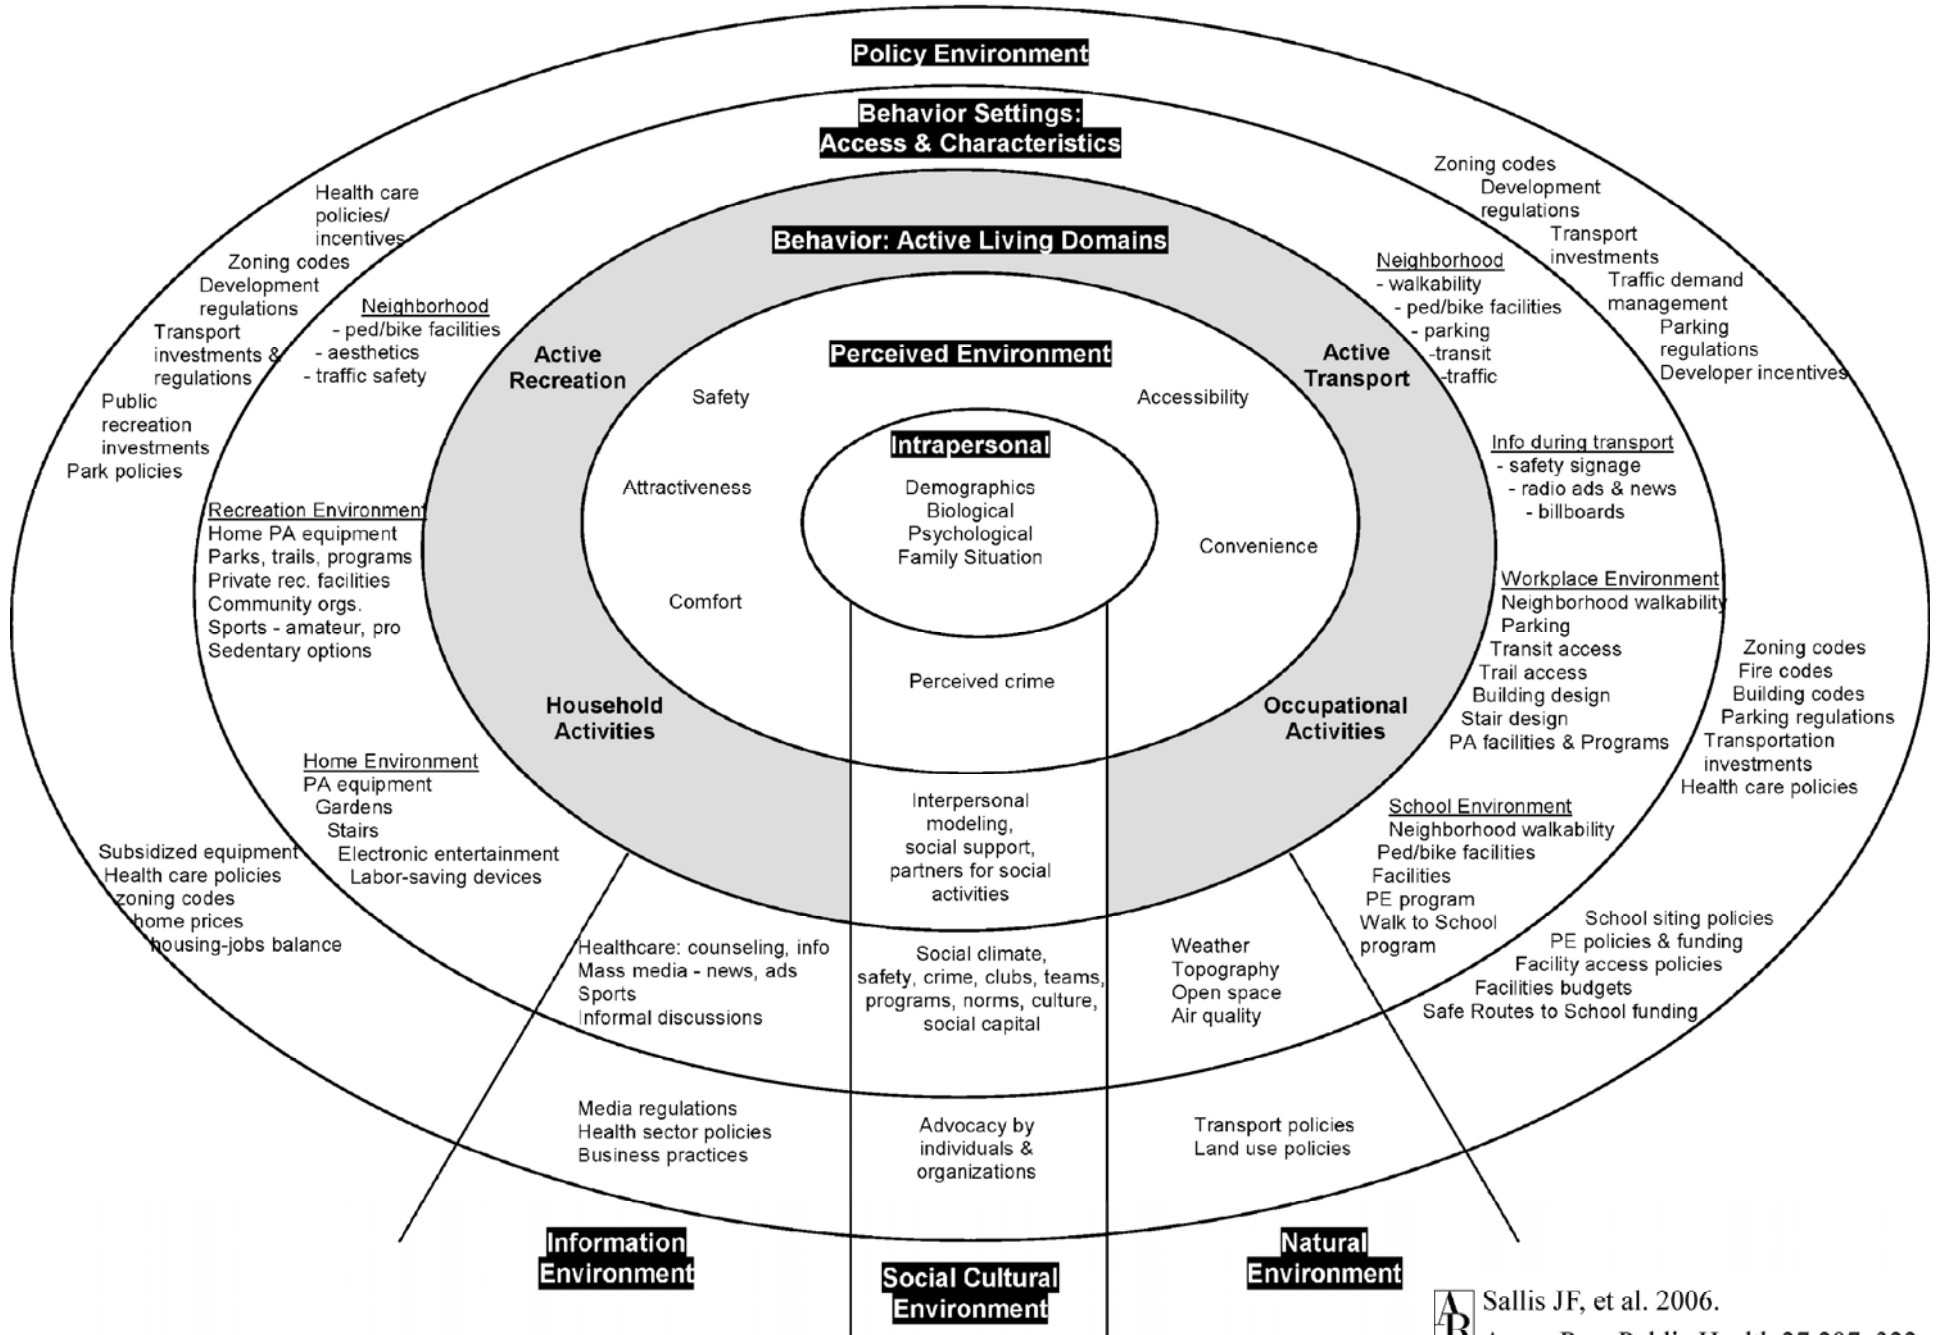 Policy Environment
Behavior Settings:
Access & Characteristics
Behavior: Active Living Domains
Perceived Environment
Intrapersonal
Demographics
Biological
Psychological
Family Situation
Safety
Accessibility
Attractiveness
Convenience
Comfort
Perceived crime
Active
Recreation
Active
Transport
Household
Activities
Occupational
Activities
Health care
policies/
incentives
Zoning codes
Development
regulations
Transport
investments &
regulations
Public
recreation
investments
Park policies
Neighborhood
- ped/bike facilities
- aesthetics
- traffic safety
Recreation Environment
Home PA equipment
Parks, trails, programs
Private rec. facilities
Community orgs.
Sports - amateur, pro
Sedentary options
Home Environment
PA equipment
Gardens
Stairs
Electronic entertainment
Labor-saving devices
Subsidized equipment
Health care policies
zoning codes
home prices
housing-jobs balance
Zoning codes
Development
regulations
Transport
investments
Traffic demand
management
Parking
regulations
Developer incentives
Neighborhood
- walkability
- ped/bike facilities
- parking
-transit
-traffic
Info during transport
- safety signage
- radio ads & news
- billboards
Workplace Environment
Neighborhood walkability
Parking
Transit access
Trail access
Building design
Stair design
PA facilities & Programs
Zoning codes
Fire codes
Building codes
Parking regulations
Transportation
investments
Health care policies
School Environment
Neighborhood walkability
Ped/bike facilities
Facilities
PE program
Walk to School
program
School siting policies
PE policies & funding
Facility access policies
Facilities budgets
Safe Routes to School funding
Interpersonal
modeling,
social support,
partners for social
activities
Healthcare: counseling, info
Mass media - news, ads
Sports
Informal discussions
Social climate,
safety, crime, clubs, teams,
programs, norms, culture,
social capital
Weather
Topography
Open space
Air quality
Media regulations
Health sector policies
Business practices
Advocacy by
individuals &
organizations
Transport policies
Land use policies
Information
Environment
Social Cultural
Environment
Natural
Environment
AR
Sallis JF, et al. 2006.